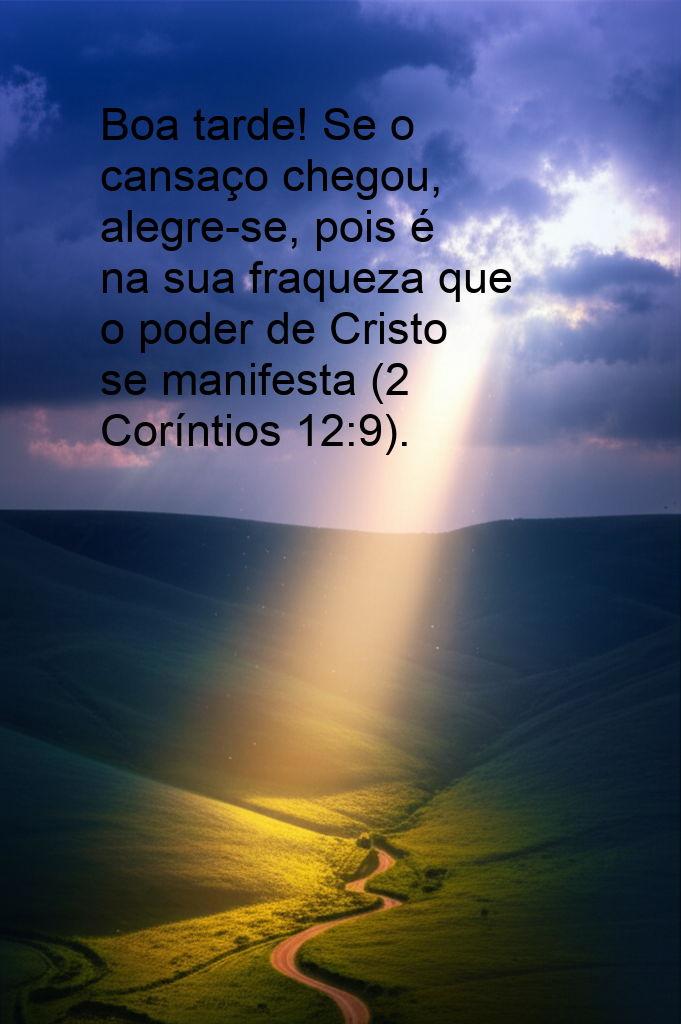 Boa tarde! Se o
cansaço chegou,
alegre-se, pois é
na sua fraqueza que
o poder de Cristo
se manifesta (2
Coríntios 12:9).